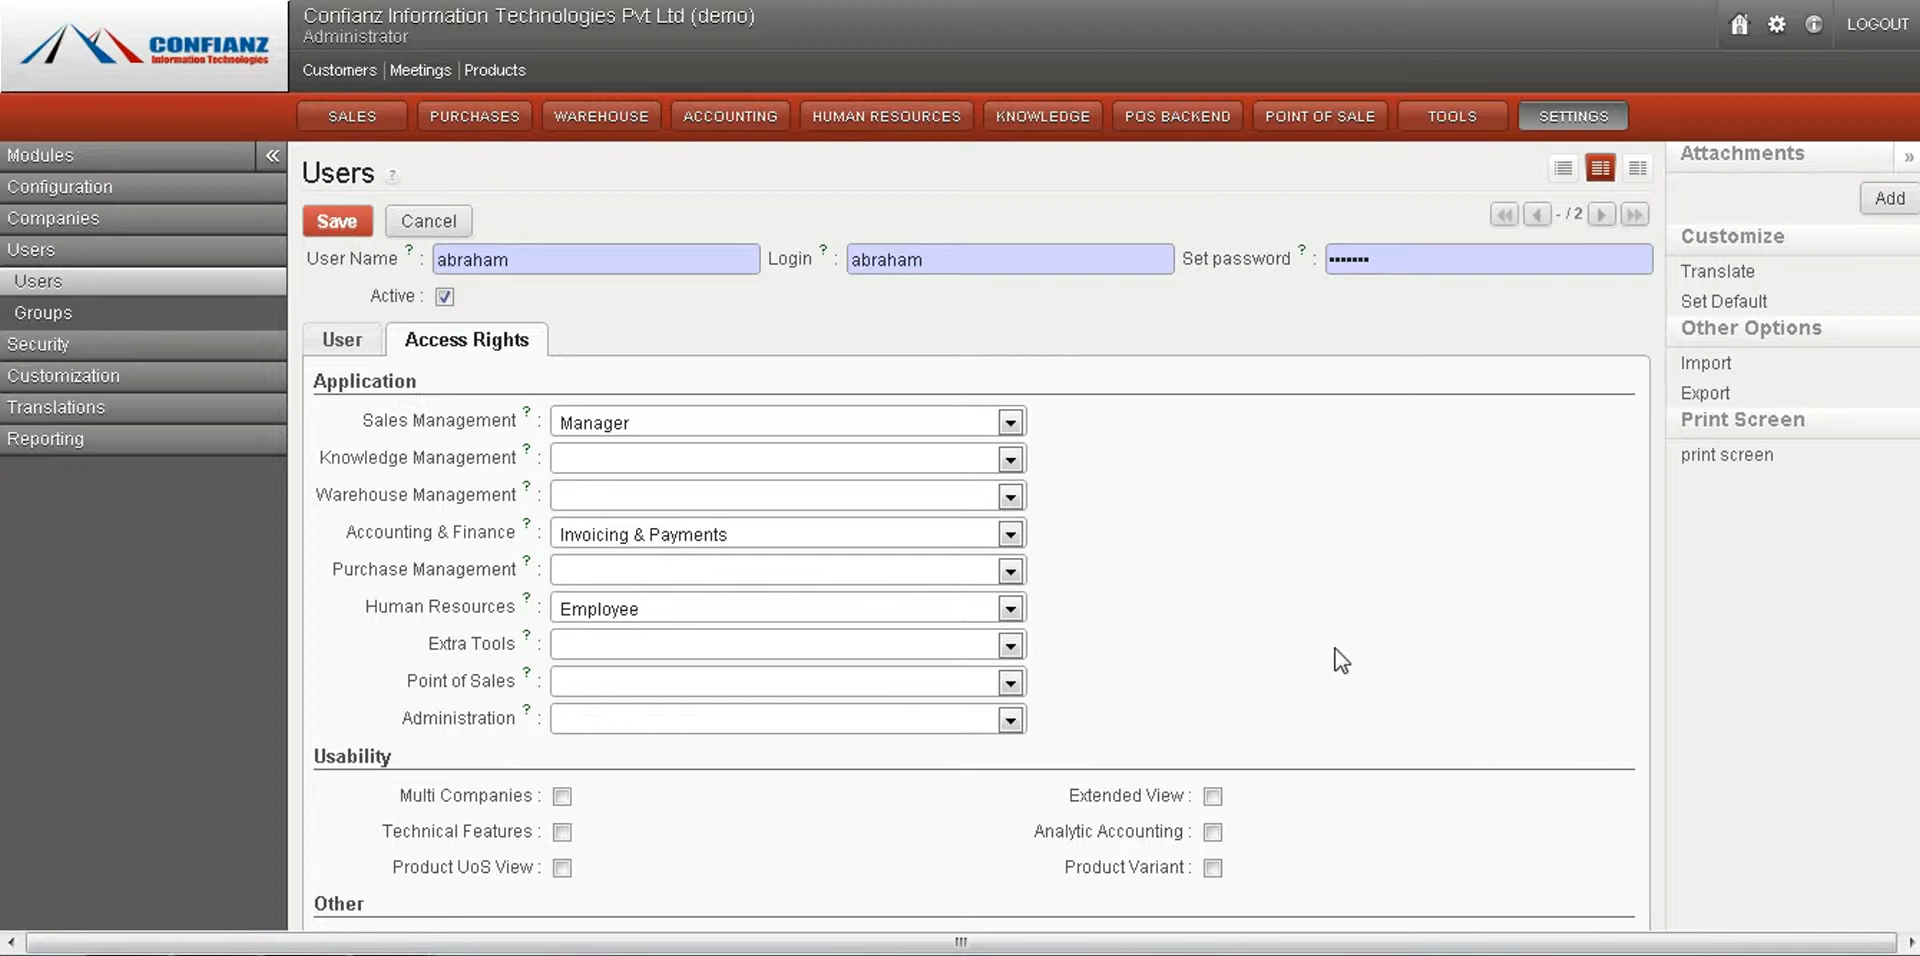 CONFIANZ
Information Technologies
Confianz Information Technologies Pvt Ltd (demo)
Administrator
Customers | Meetings | Products
LOGOUT
SALES PURCHASES WAREHOUSE ACCOUNTING HUMAN RESOURCES KNOWLEDGE POS BACKEND POINT OF SALE TOOLS SETTINGS
Modules «
Configuration
Companies
Users
Users
Groups
Security
Customization
Translations
Reporting
Users ?
Save Cancel
- / 2
User Name ? : abraham Login ? : abraham Set password ? : •••••••
Active :
User Access Rights
Application
Sales Management ? : Manager
Knowledge Management ? :
Warehouse Management ? :
Accounting & Finance ? : Invoicing & Payments
Purchase Management ? :
Human Resources ? : Employee
Extra Tools ? :
Point of Sales ? :
Administration ? :
Usability
Multi Companies : Extended View :
Technical Features : Analytic Accounting :
Product UoS View : Product Variant :
Other
Attachments »
Add
Customize
Translate
Set Default
Other Options
Import
Export
Print Screen
print screen